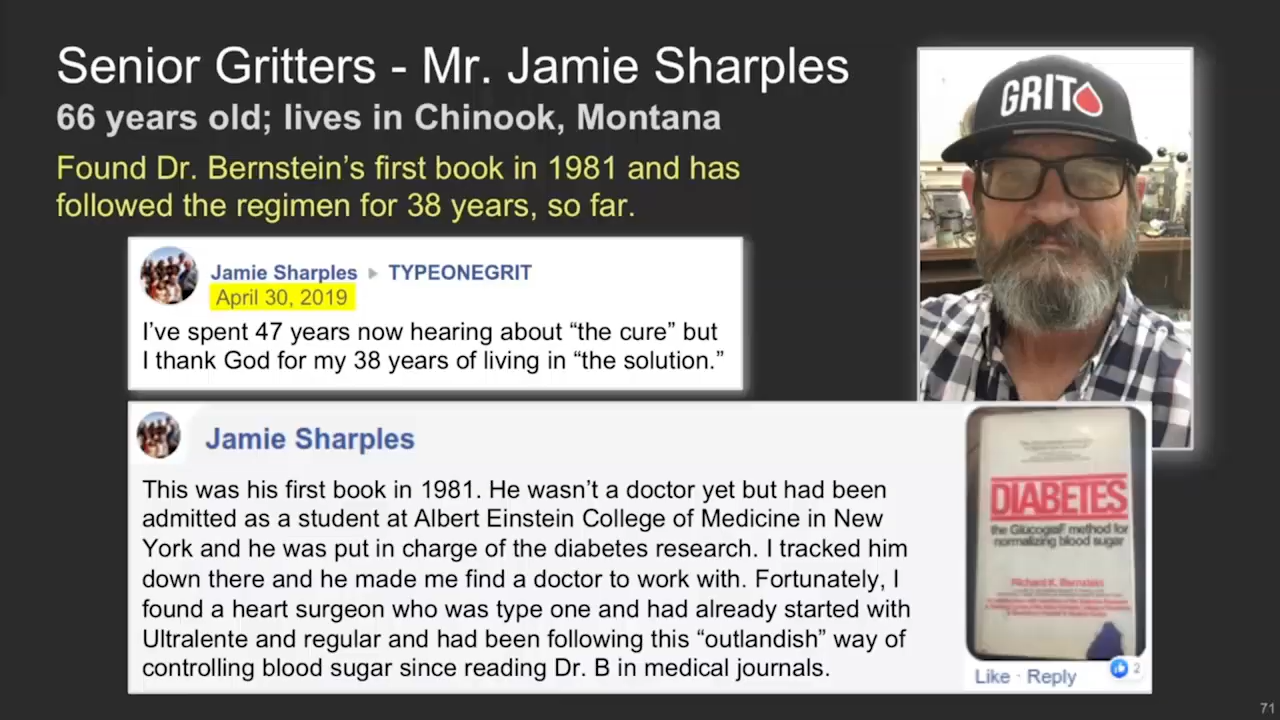 Senior Gritters - Mr. Jamie Sharples
66 years old; lives in Chinook, Montana
Found Dr. Bernstein's first book in 1981 and has
followed the regimen for 38 years, so far.
GRIT
Jamie Sharples ▸ TYPEONEGRIT
April 30, 2019
I've spent 47 years now hearing about “the cure” but
I thank God for my 38 years of living in “the solution.”
Jamie Sharples
This was his first book in 1981. He wasn't a doctor yet but had been
admitted as a student at Albert Einstein College of Medicine in New
York and he was put in charge of the diabetes research. I tracked him
down there and he made me find a doctor to work with. Fortunately, I
found a heart surgeon who was type one and had already started with
Ultralente and regular and had been following this “outlandish” way of
controlling blood sugar since reading Dr. B in medical journals.
DIABETES
the GlucograF method for
normalizing blood sugar
Richard K. Bernstein
Like · Reply
2
71